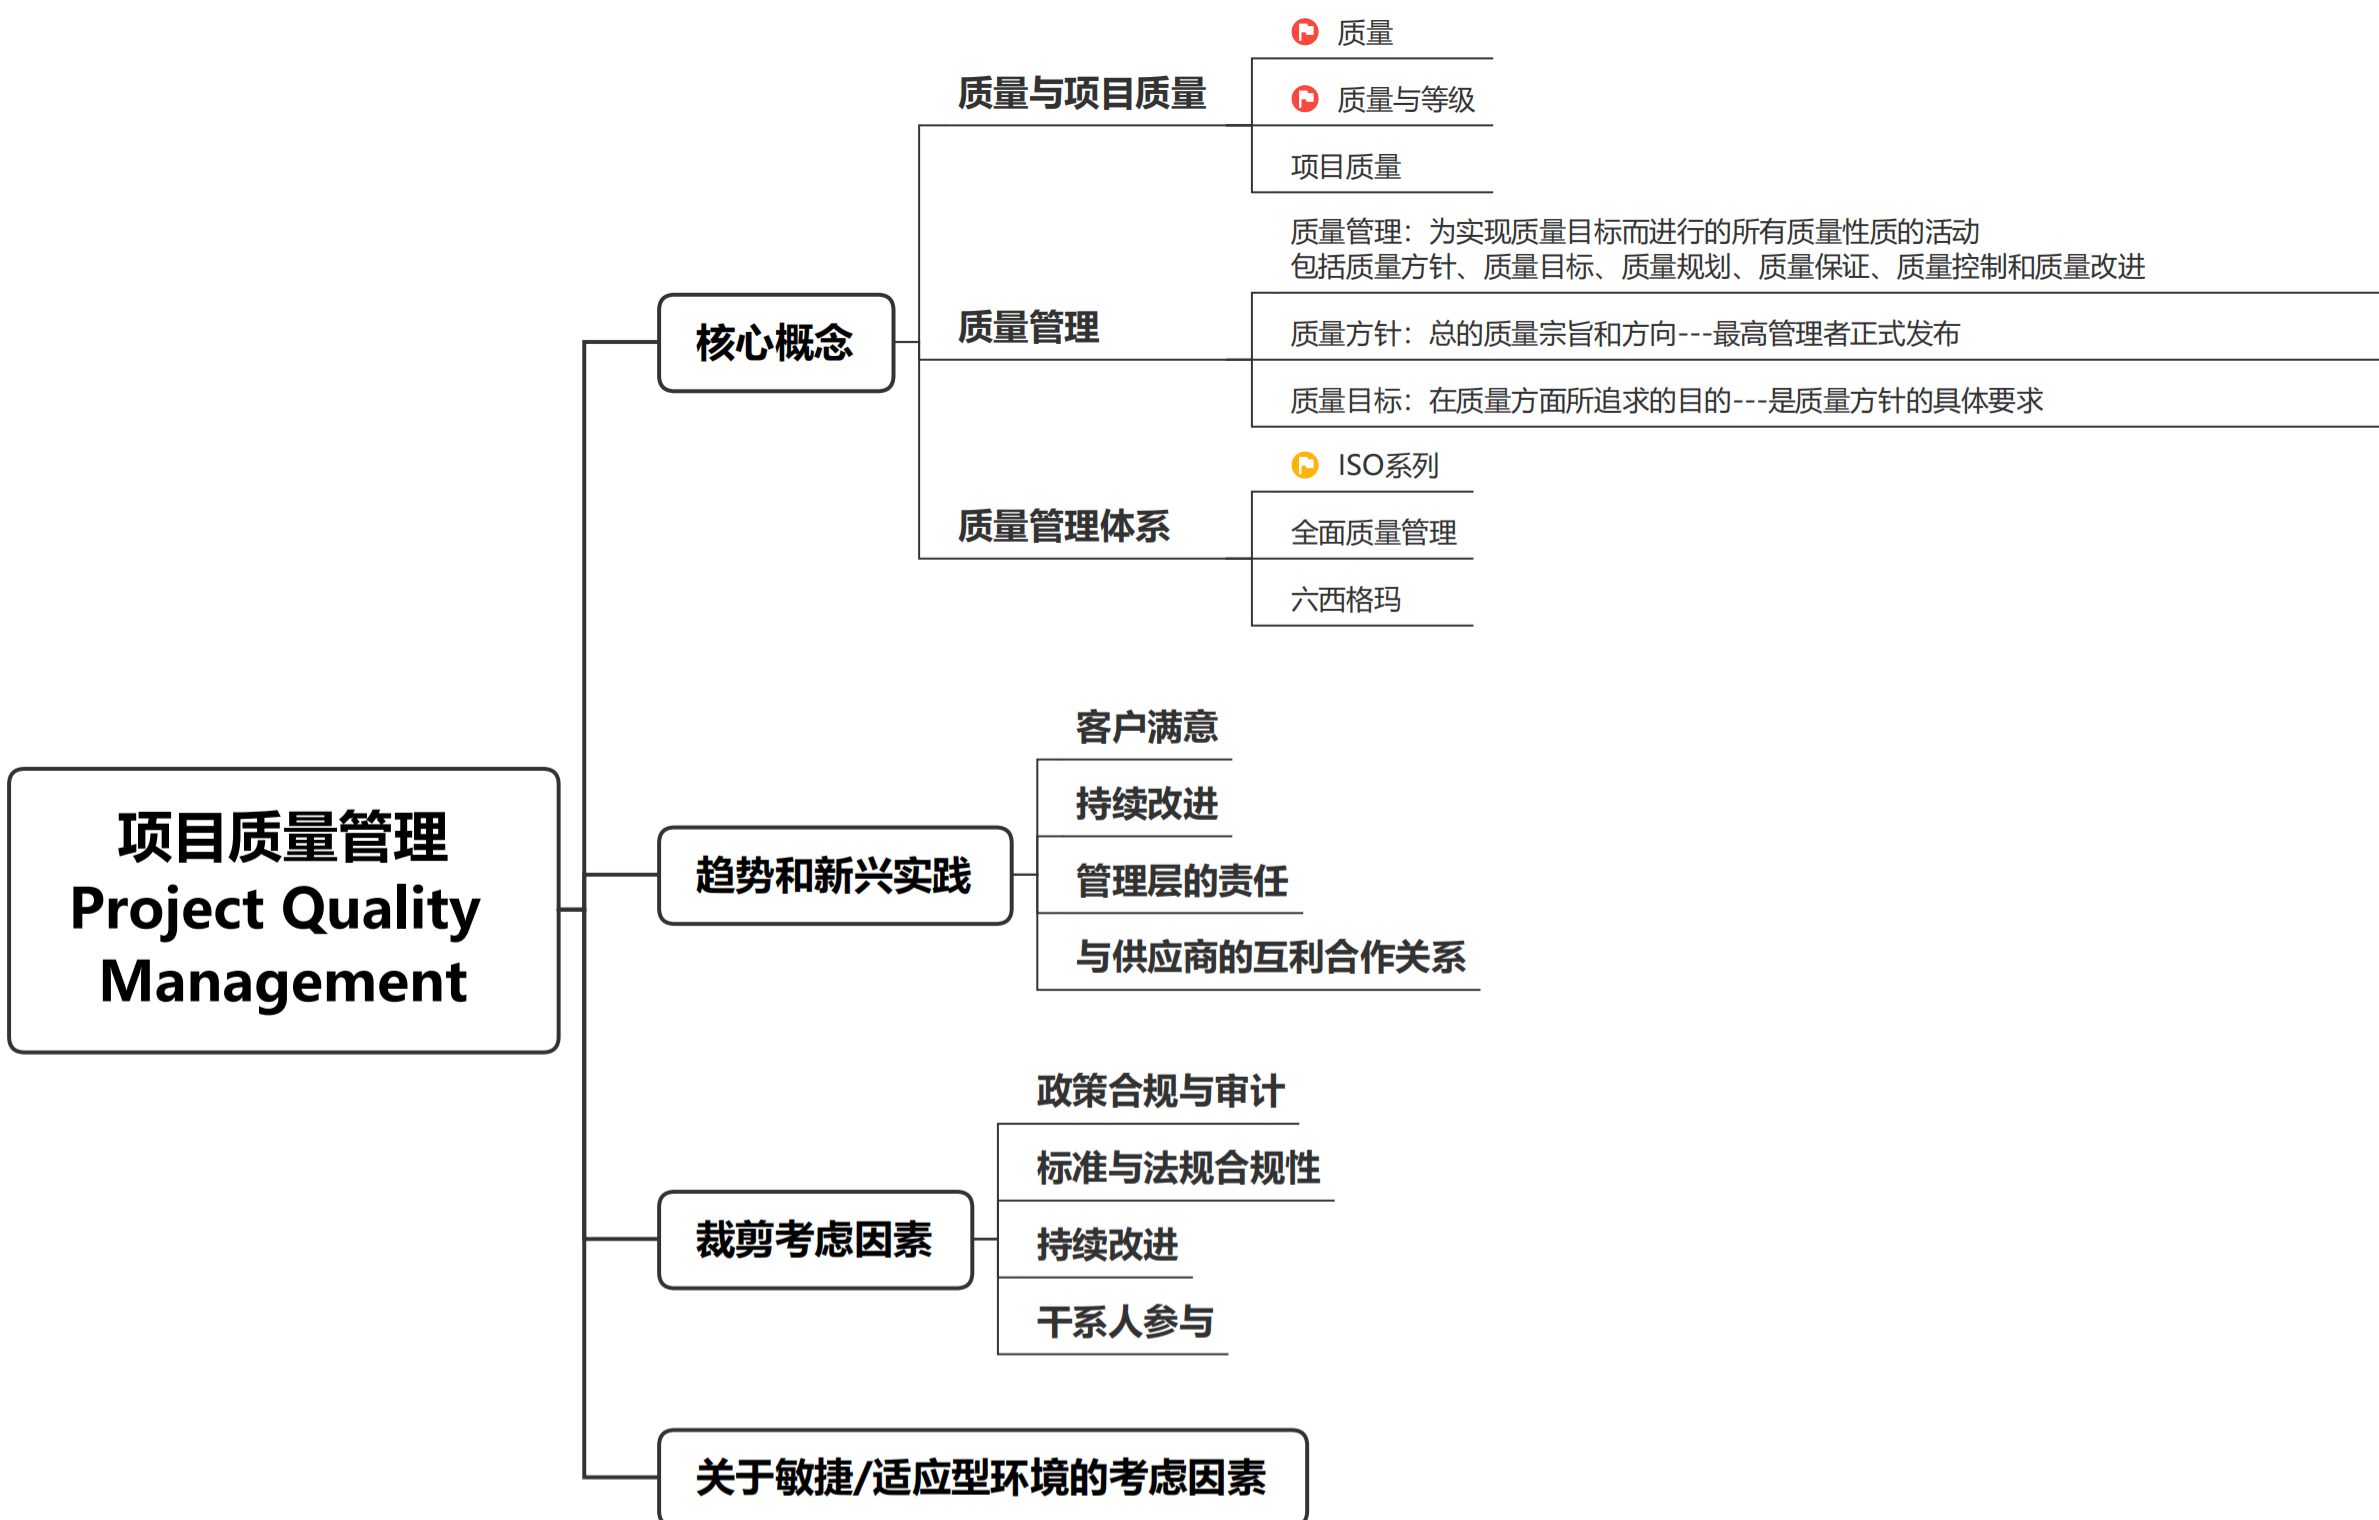 项目质量管理
Project Quality
Management
核心概念
质量与项目质量
质量
质量与等级
项目质量
质量管理
质量管理：为实现质量目标而进行的所有质量性质的活动
包括质量方针、质量目标、质量规划、质量保证、质量控制和质量改进
质量方针：总的质量宗旨和方向---最高管理者正式发布
质量目标：在质量方面所追求的目的---是质量方针的具体要求
质量管理体系
ISO系列
全面质量管理
六西格玛
趋势和新兴实践
客户满意
持续改进
管理层的责任
与供应商的互利合作关系
裁剪考虑因素
政策合规与审计
标准与法规合规性
持续改进
干系人参与
关于敏捷/适应型环境的考虑因素